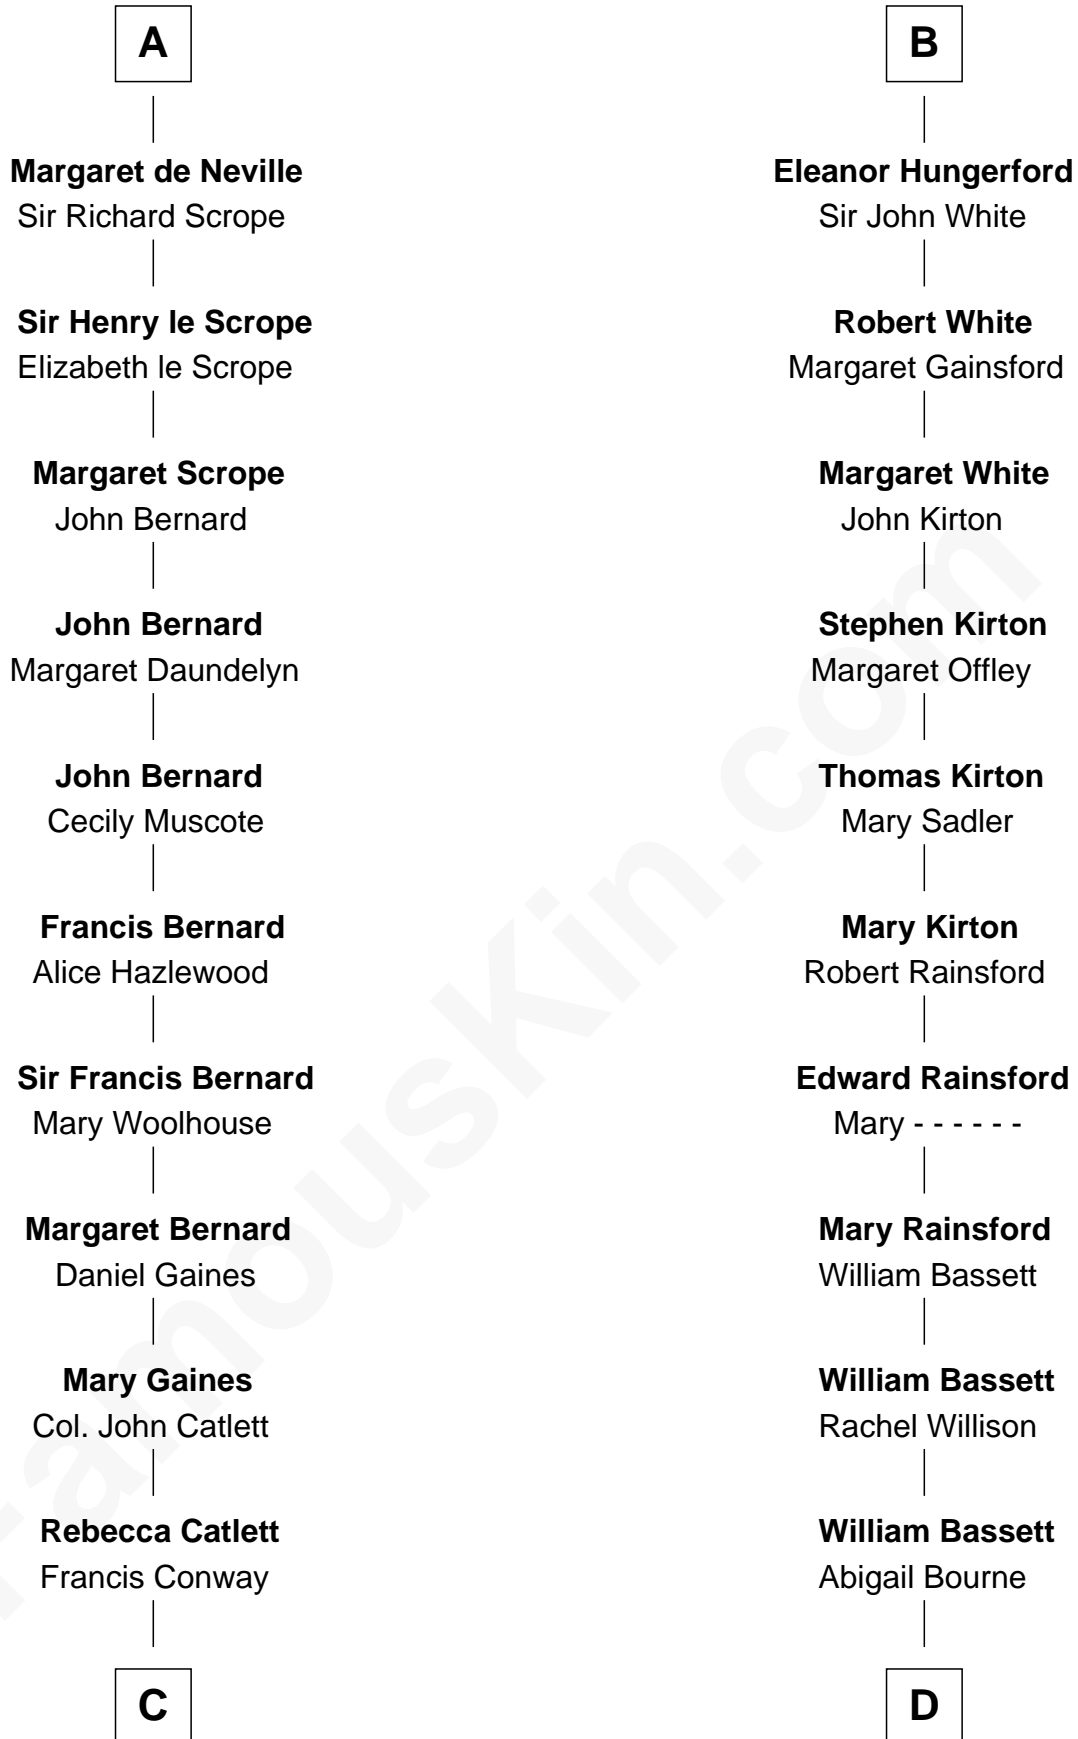 A
Margaret de Neville
Sir Richard Scrope
Sir Henry le Scrope
Elizabeth le Scrope
Margaret Scrope
John Bernard
John Bernard
Margaret Daundelyn
John Bernard
Cecily Muscote
Francis Bernard
Alice Hazlewood
Sir Francis Bernard
Mary Woolhouse
Margaret Bernard
Daniel Gaines
Mary Gaines
Col. John Catlett
Rebecca Catlett
Francis Conway
C
B
Eleanor Hungerford
Sir John White
Robert White
Margaret Gainsford
Margaret White
John Kirton
Stephen Kirton
Margaret Offley
Thomas Kirton
Mary Sadler
Mary Kirton
Robert Rainsford
Edward Rainsford
Mary - - - - - -
Mary Rainsford
William Bassett
William Bassett
Rachel Willison
William Bassett
Abigail Bourne
D
FamousKin.com